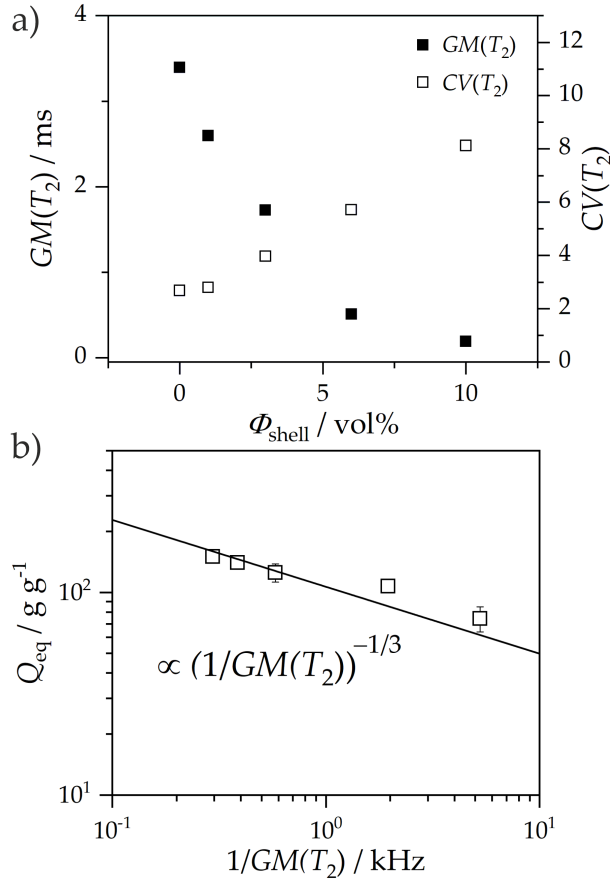 a)
4
2
0
GM(T₂) / ms
■ GM(T₂)
□ CV(T₂)
12
10
8
6
4
2
0
CV(T₂)
0 5 10
Φshell / vol%
b)
10²
10¹
Qeq / g g⁻¹
∝ (1/GM(T₂))⁻¹/³
10⁻¹ 10⁰ 10¹
1/GM(T₂) / kHz